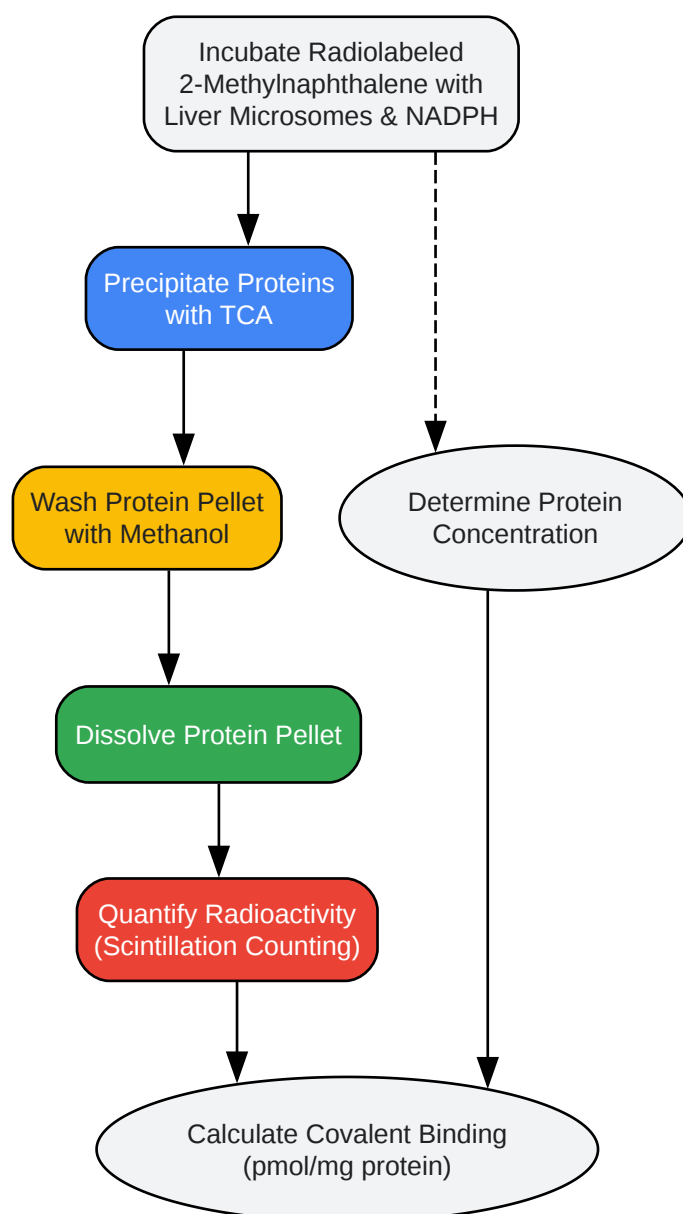 Incubate Radiolabeled
2-Methylnaphthalene with
Liver Microsomes & NADPH
Precipitate Proteins
with TCA
Wash Protein Pellet
with Methanol
Determine Protein
Concentration
Dissolve Protein Pellet
Quantify Radioactivity
(Scintillation Counting)
Calculate Covalent Binding
(pmol/mg protein)